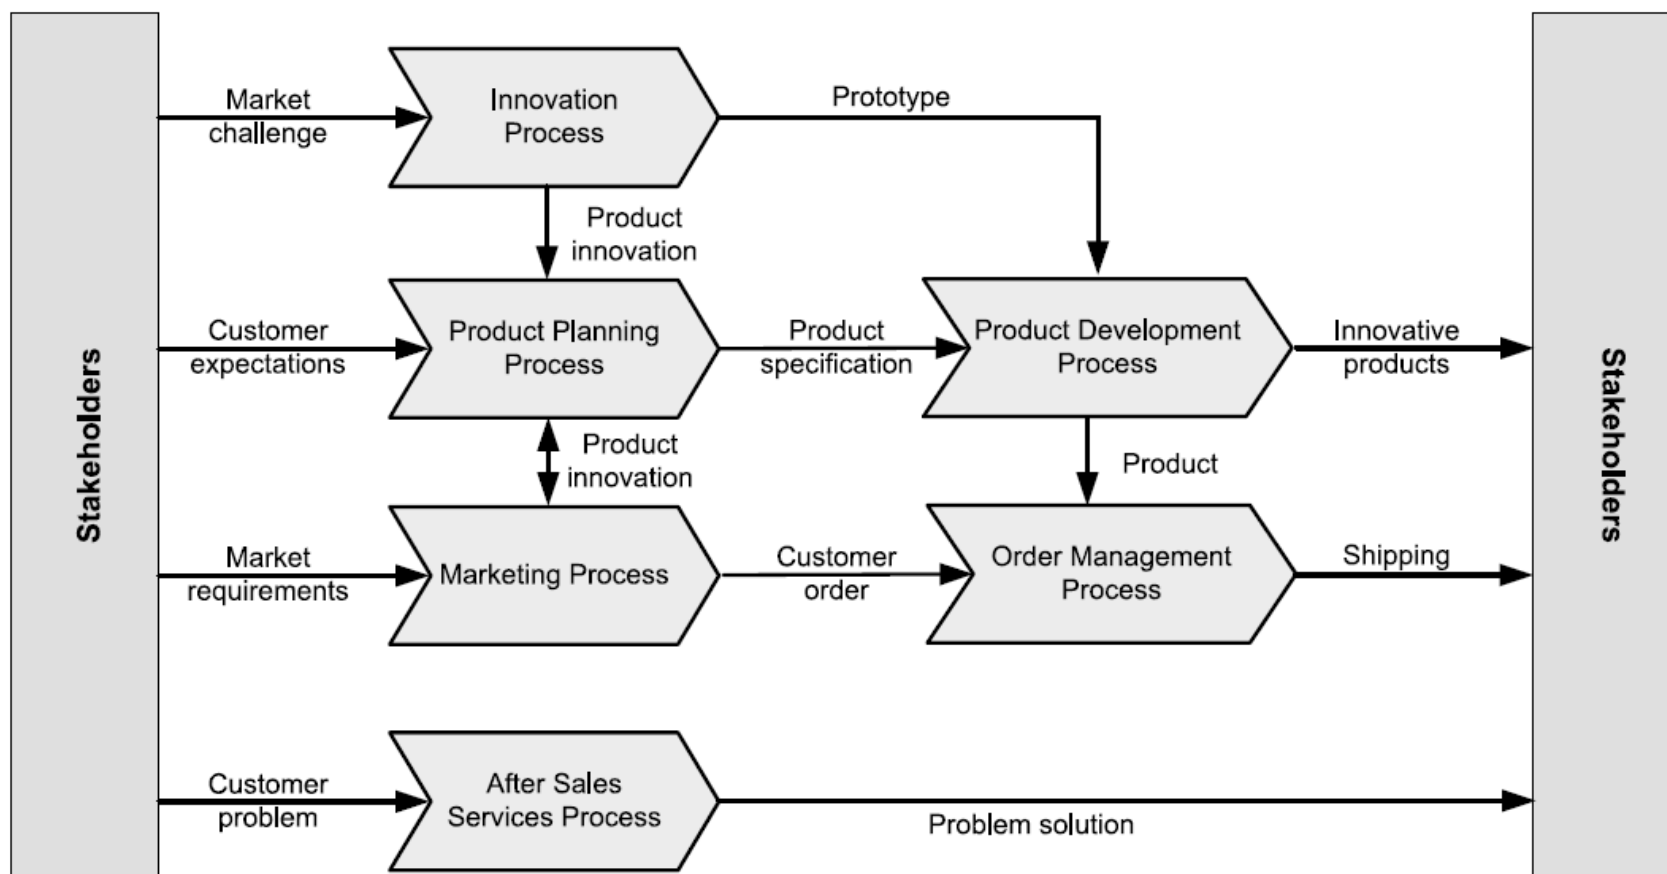 Stakeholders
Market
challenge
Innovation
Process
Prototype
Product
innovation
Customer
expectations
Product Planning
Process
Product
specification
Product Development
Process
Innovative
products
Product
innovation
Product
Market
requirements
Marketing Process
Customer
order
Order Management
Process
Shipping
Customer
problem
After Sales
Services Process
Problem solution
Stakeholders